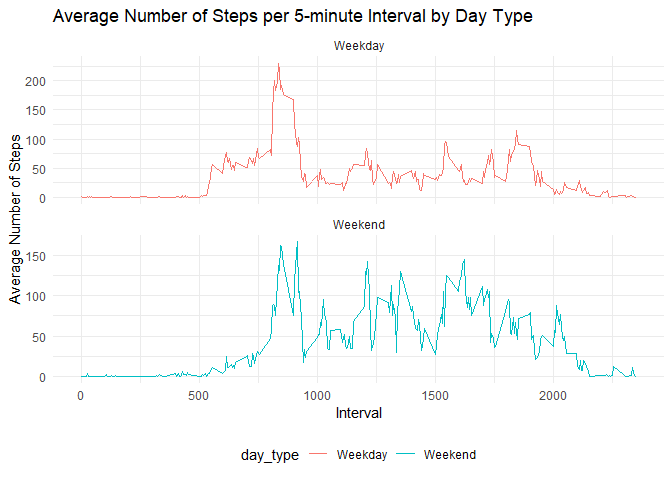 Average Number of Steps per 5-minute Interval by Day Type
Weekday
200
150
100
50
0
Average Number of Steps
Weekend
150
100
50
0
0 500 1000 1500 2000
Interval
day_type Weekday Weekend